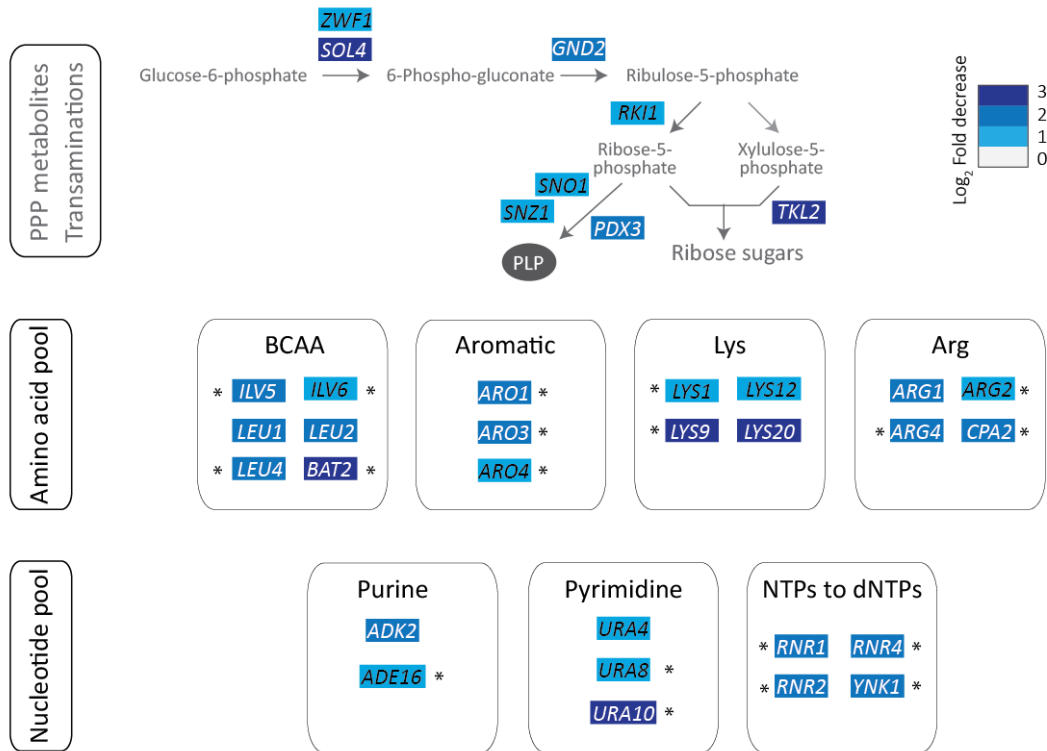 PPP metabolites
Transaminations
ZWF1
SOL4
GND2
Glucose-6-phosphate
6-Phospho-gluconate
Ribulose-5-phosphate
RKI1
Ribose-5-
phosphate
Xylulose-5-
phosphate
SNO1
SNZ1
PDX3
TKL2
PLP
Ribose sugars
Log2 Fold decrease
3
2
1
0
Amino acid pool
BCAA
* ILV5 ILV6 *
LEU1 LEU2
* LEU4 BAT2 *
Aromatic
ARO1 *
ARO3 *
ARO4 *
Lys
* LYS1 LYS12
* LYS9 LYS20
Arg
ARG1 ARG2 *
* ARG4 CPA2 *
Nucleotide pool
Purine
ADK2
ADE16 *
Pyrimidine
URA4
URA8 *
URA10 *
NTPs to dNTPs
* RNR1 RNR4 *
* RNR2 YNK1 *